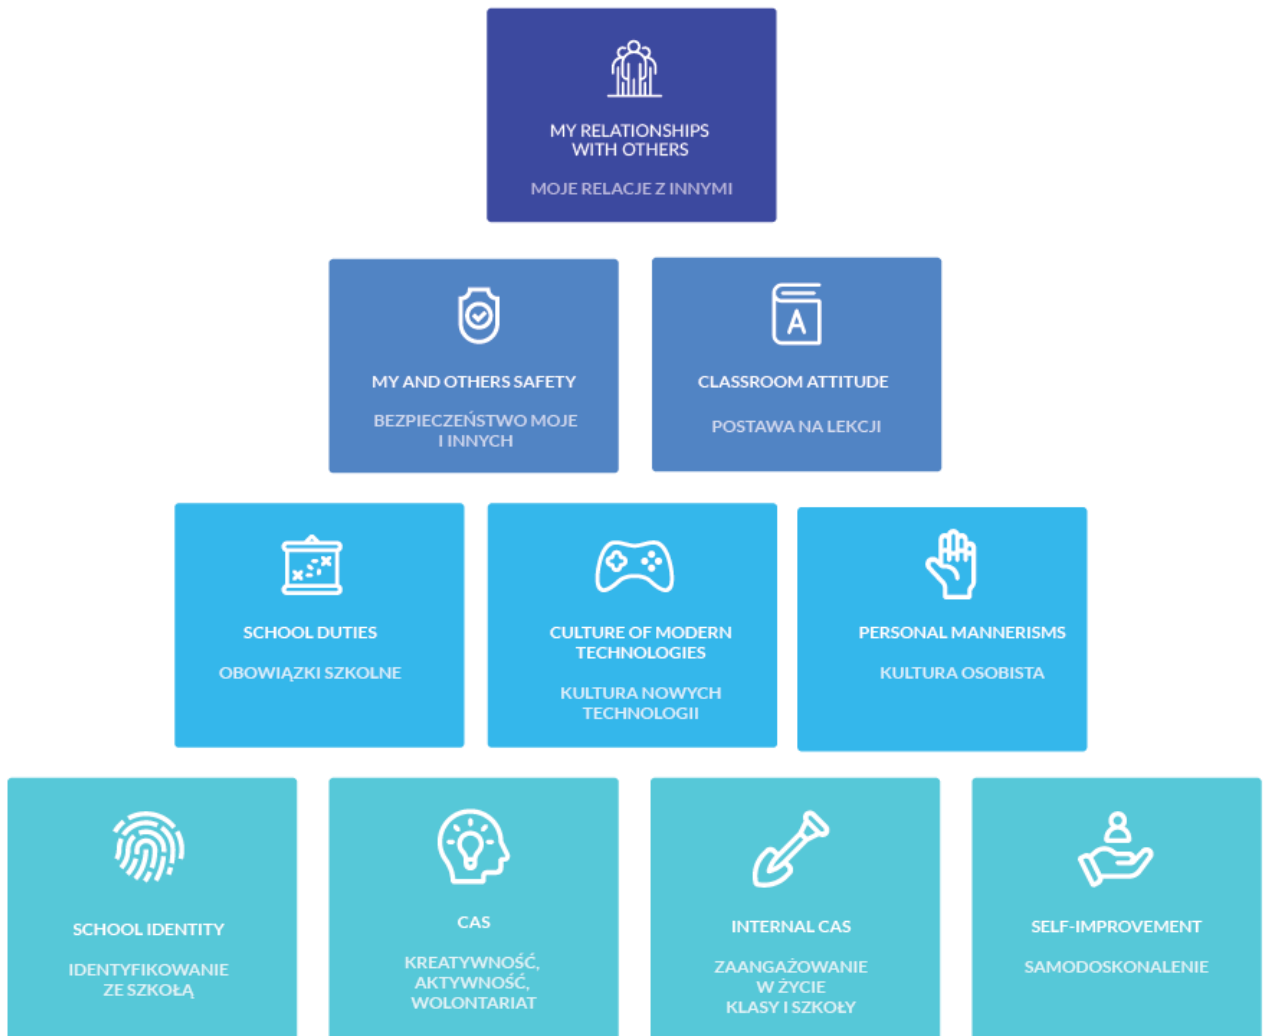 MY RELATIONSHIPS
WITH OTHERS
MOJE RELACJE Z INNYMI
MY AND OTHERS SAFETY
BEZPIECZEŃSTWO MOJE
I INNYCH
A
CLASSROOM ATTITUDE
POSTAWA NA LEKCJI
SCHOOL DUTIES
OBOWIĄZKI SZKOLNE
CULTURE OF MODERN
TECHNOLOGIES
KULTURA NOWYCH
TECHNOLOGII
PERSONAL MANNERISMS
KULTURA OSOBISTA
SCHOOL IDENTITY
IDENTYFIKOWANIE
ZE SZKOŁĄ
CAS
KREATYWNOŚĆ,
AKTYWNOŚĆ,
WOLONTARIAT
INTERNAL CAS
ZAANGAŻOWANIE
W ŻYCIE
KLASY I SZKOŁY
SELF-IMPROVEMENT
SAMODOSKONALENIE